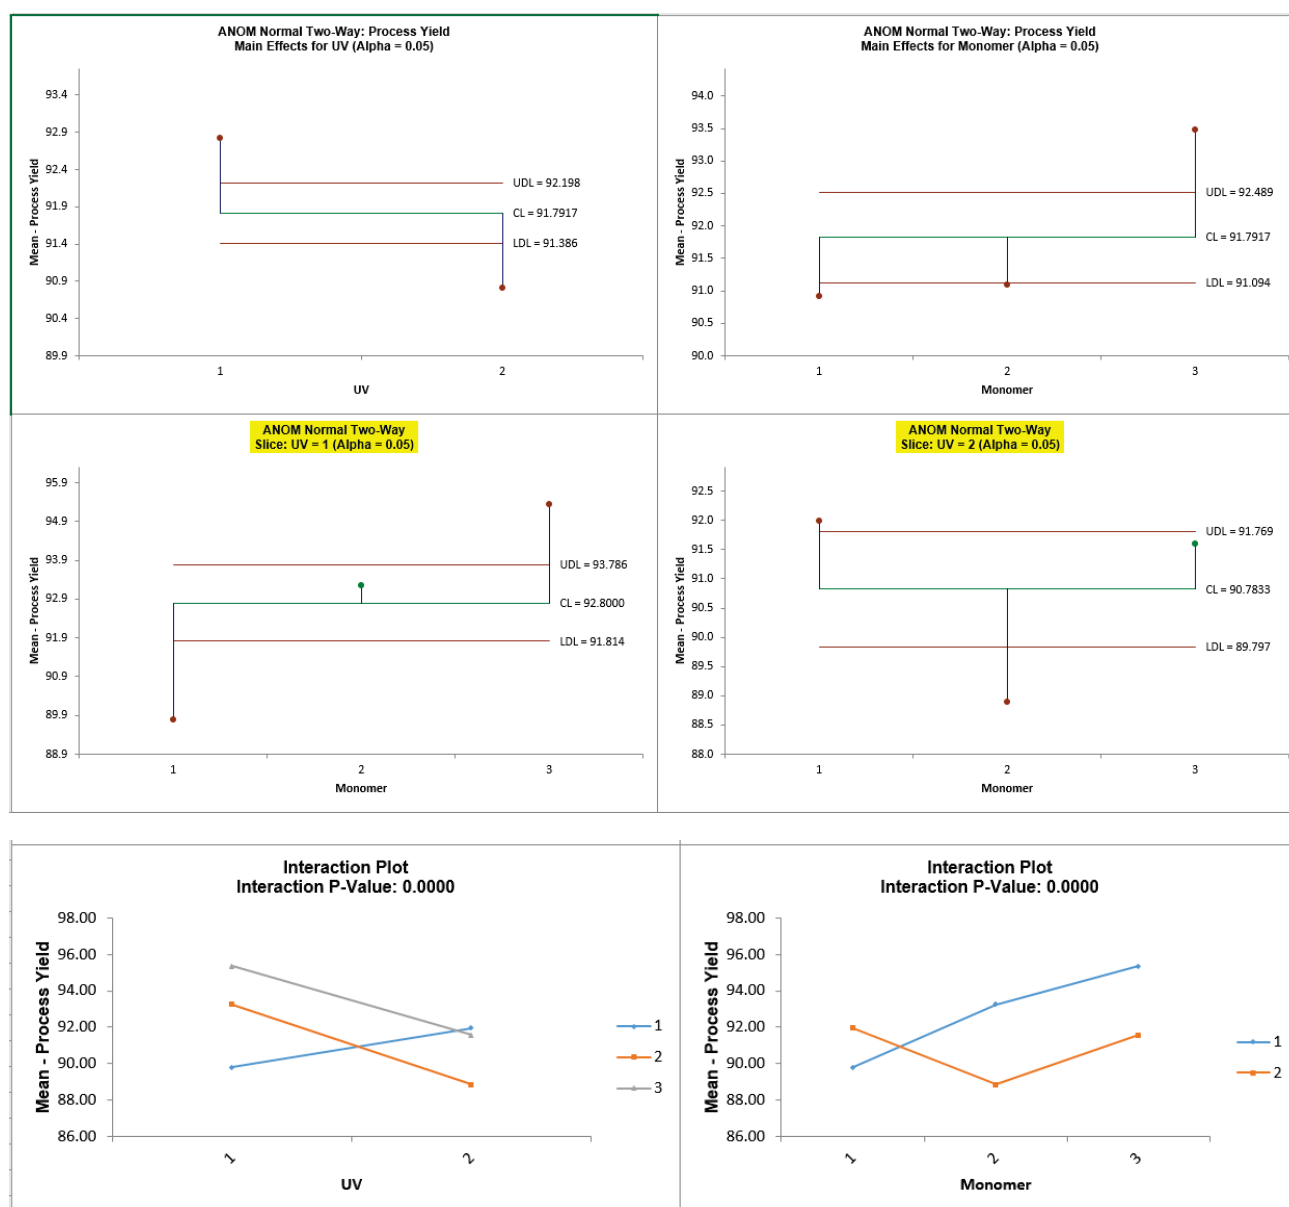 ANOM Normal Two-Way: Process Yield
Main Effects for UV (Alpha = 0.05)
Mean - Process Yield
93.4
92.9
92.4
91.9
91.4
90.9
90.4
89.9
UDL = 92.198
CL = 91.7917
LDL = 91.386
1
2
UV
ANOM Normal Two-Way: Process Yield
Main Effects for Monomer (Alpha = 0.05)
Mean - Process Yield
94.0
93.5
93.0
92.5
92.0
91.5
91.0
90.5
90.0
UDL = 92.489
CL = 91.7917
LDL = 91.094
1
2
3
Monomer
ANOM Normal Two-Way
Slice: UV = 1 (Alpha = 0.05)
Mean - Process Yield
95.9
94.9
93.9
92.9
91.9
90.9
89.9
88.9
UDL = 93.786
CL = 92.8000
LDL = 91.814
1
2
3
Monomer
ANOM Normal Two-Way
Slice: UV = 2 (Alpha = 0.05)
Mean - Process Yield
92.5
92.0
91.5
91.0
90.5
90.0
89.5
89.0
88.5
88.0
UDL = 91.769
CL = 90.7833
LDL = 89.797
1
2
3
Monomer
Interaction Plot
Interaction P-Value: 0.0000
Mean - Process Yield
98.00
96.00
94.00
92.00
90.00
88.00
86.00
1
2
UV
1
2
3
Interaction Plot
Interaction P-Value: 0.0000
Mean - Process Yield
98.00
96.00
94.00
92.00
90.00
88.00
86.00
1
2
3
Monomer
1
2